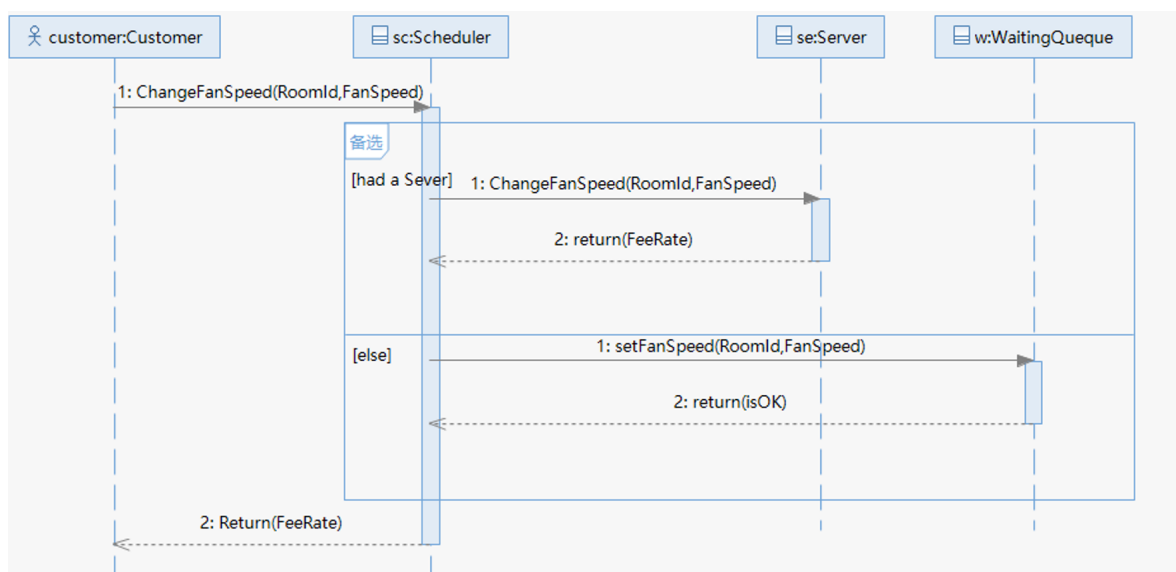 customer:Customer
sc:Scheduler
se:Server
w:WaitingQueque
1: ChangeFanSpeed(RoomId,FanSpeed)
备选
[had a Sever]
1: ChangeFanSpeed(RoomId,FanSpeed)
2: return(FeeRate)
[else]
1: setFanSpeed(RoomId,FanSpeed)
2: return(isOK)
2: Return(FeeRate)